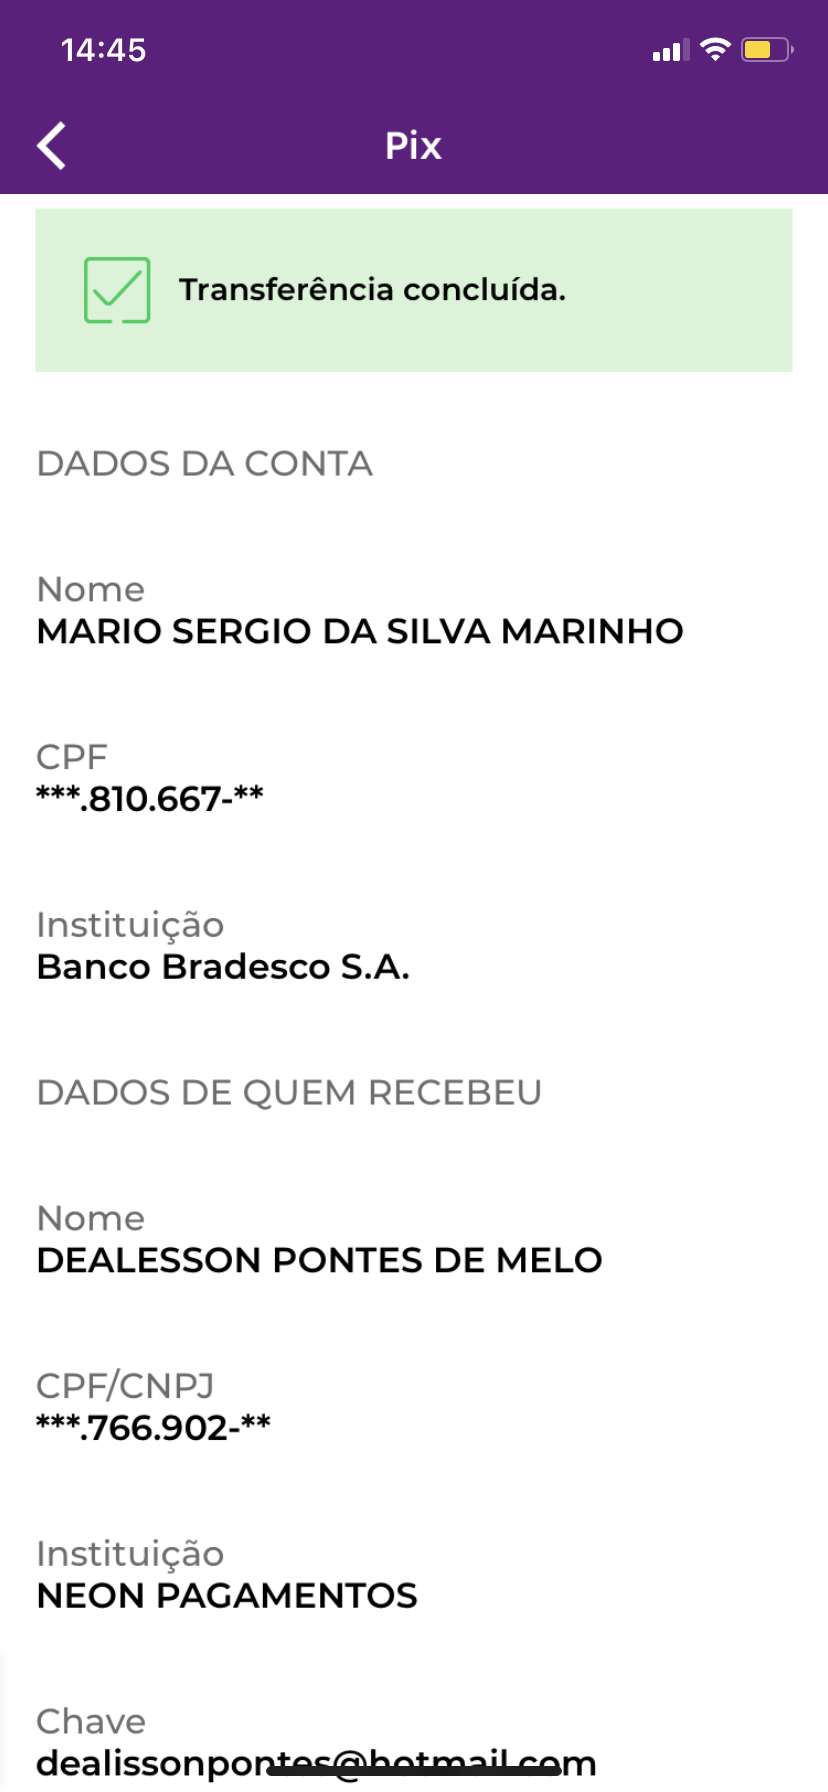 14:45
Pix
Transferência concluída.
DADOS DA CONTA
Nome
MARIO SERGIO DA SILVA MARINHO
CPF
***.810.667-**
Instituição
Banco Bradesco S.A.
DADOS DE QUEM RECEBEU
Nome
DEALESSON PONTES DE MELO
CPF/CNPJ
***.766.902-**
Instituição
NEON PAGAMENTOS
Chave
dealissonpontes@hotmail.com